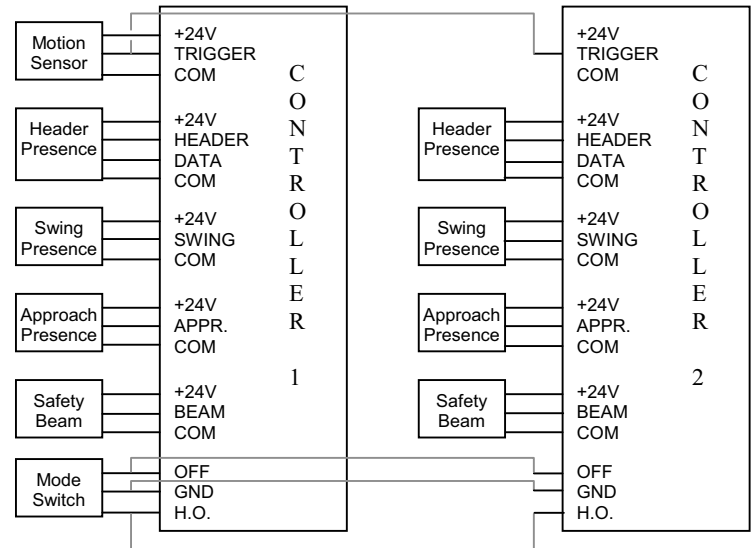 Motion
Sensor
+24V
TRIGGER
COM
Header
Presence
+24V
HEADER
DATA
COM
Swing
Presence
+24V
SWING
COM
Approach
Presence
+24V
APPR.
COM
Safety
Beam
+24V
BEAM
COM
Mode
Switch
OFF
GND
H.O.
C
O
N
T
R
O
L
L
E
R
1
+24V
TRIGGER
COM
Header
Presence
+24V
HEADER
DATA
COM
Swing
Presence
+24V
SWING
COM
Approach
Presence
+24V
APPR.
COM
Safety
Beam
+24V
BEAM
COM
OFF
GND
H.O.
C
O
N
T
R
O
L
L
E
R
2